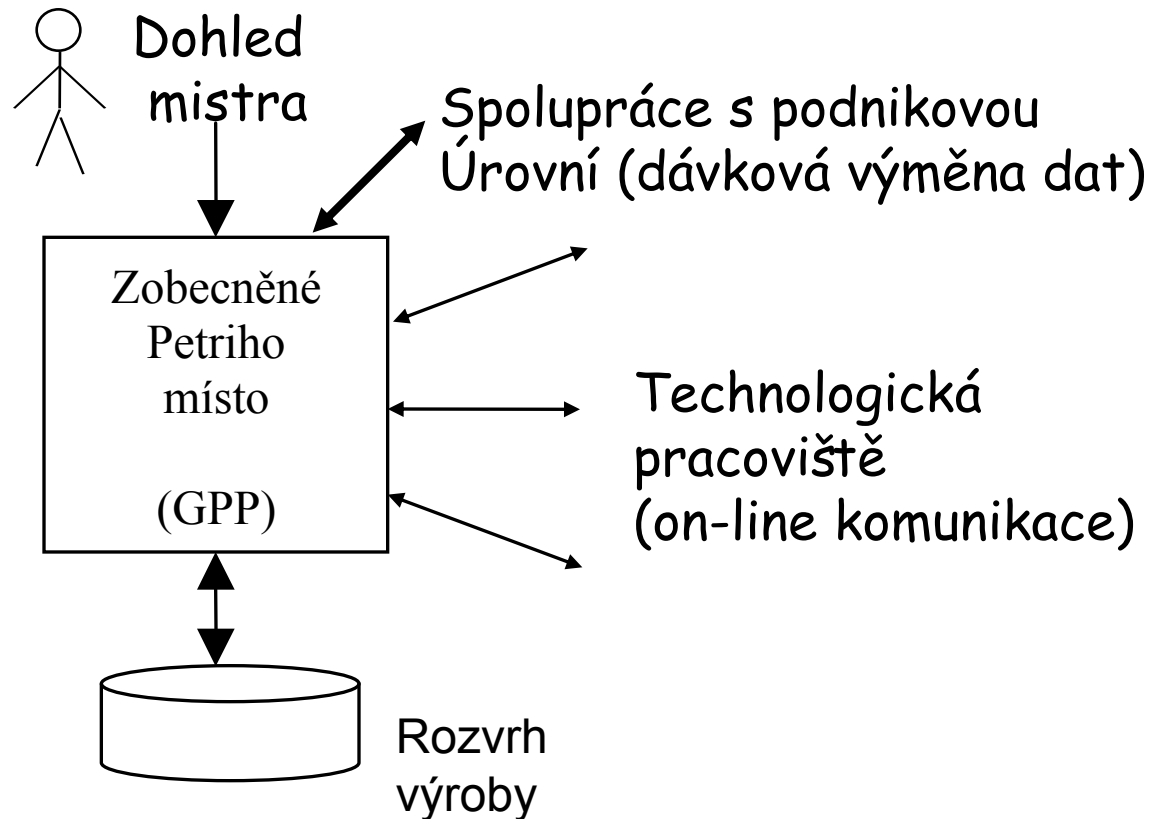 Dohled
mistra
Spolupráce s podnikovou
Úrovní (dávková výměna dat)
Zobecněné
Petriho
místo
(GPP)
Technologická
pracoviště
(on-line komunikace)
Rozvrh
výroby